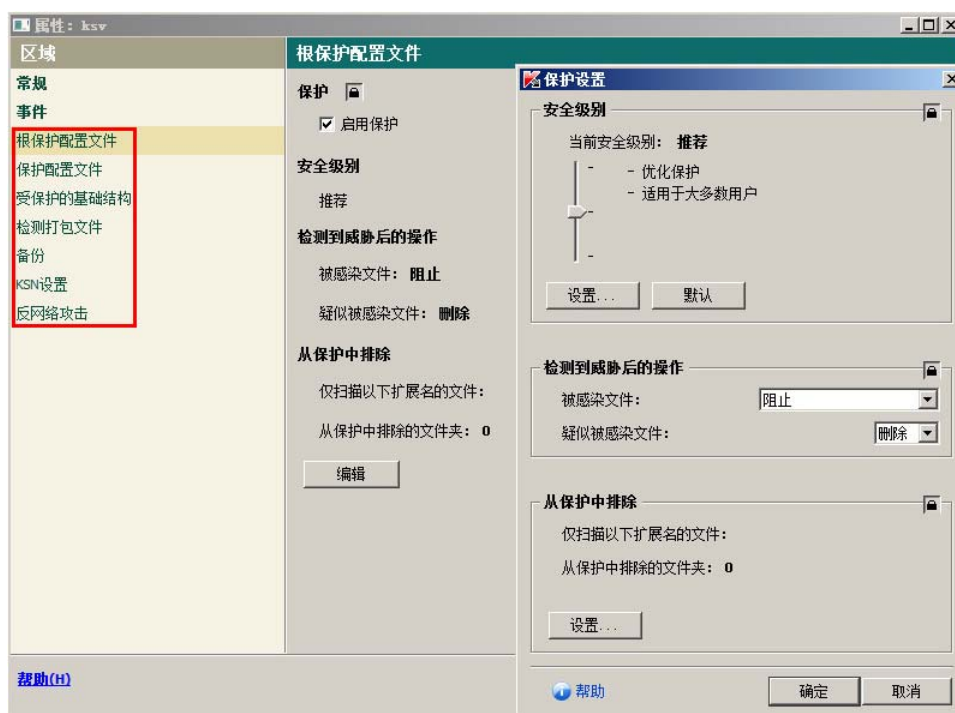 属性: ksv
区域
常规
事件
根保护配置文件
保护配置文件
受保护的基础结构
检测打包文件
备份
KSN设置
反网络攻击
帮助(H)
根保护配置文件
保护
启用保护
安全级别
推荐
检测到威胁后的操作
被感染文件: 阻止
疑似被感染文件: 删除
从保护中排除
仅扫描以下扩展名的文件:
从保护中排除的文件夹: 0
编辑
保护设置
安全级别
当前安全级别: 推荐
- 优化保护
- 适用于大多数用户
设置...
默认
检测到威胁后的操作
被感染文件: 阻止
疑似被感染文件: 删除
从保护中排除
仅扫描以下扩展名的文件:
从保护中排除的文件夹: 0
设置...
帮助
确定
取消